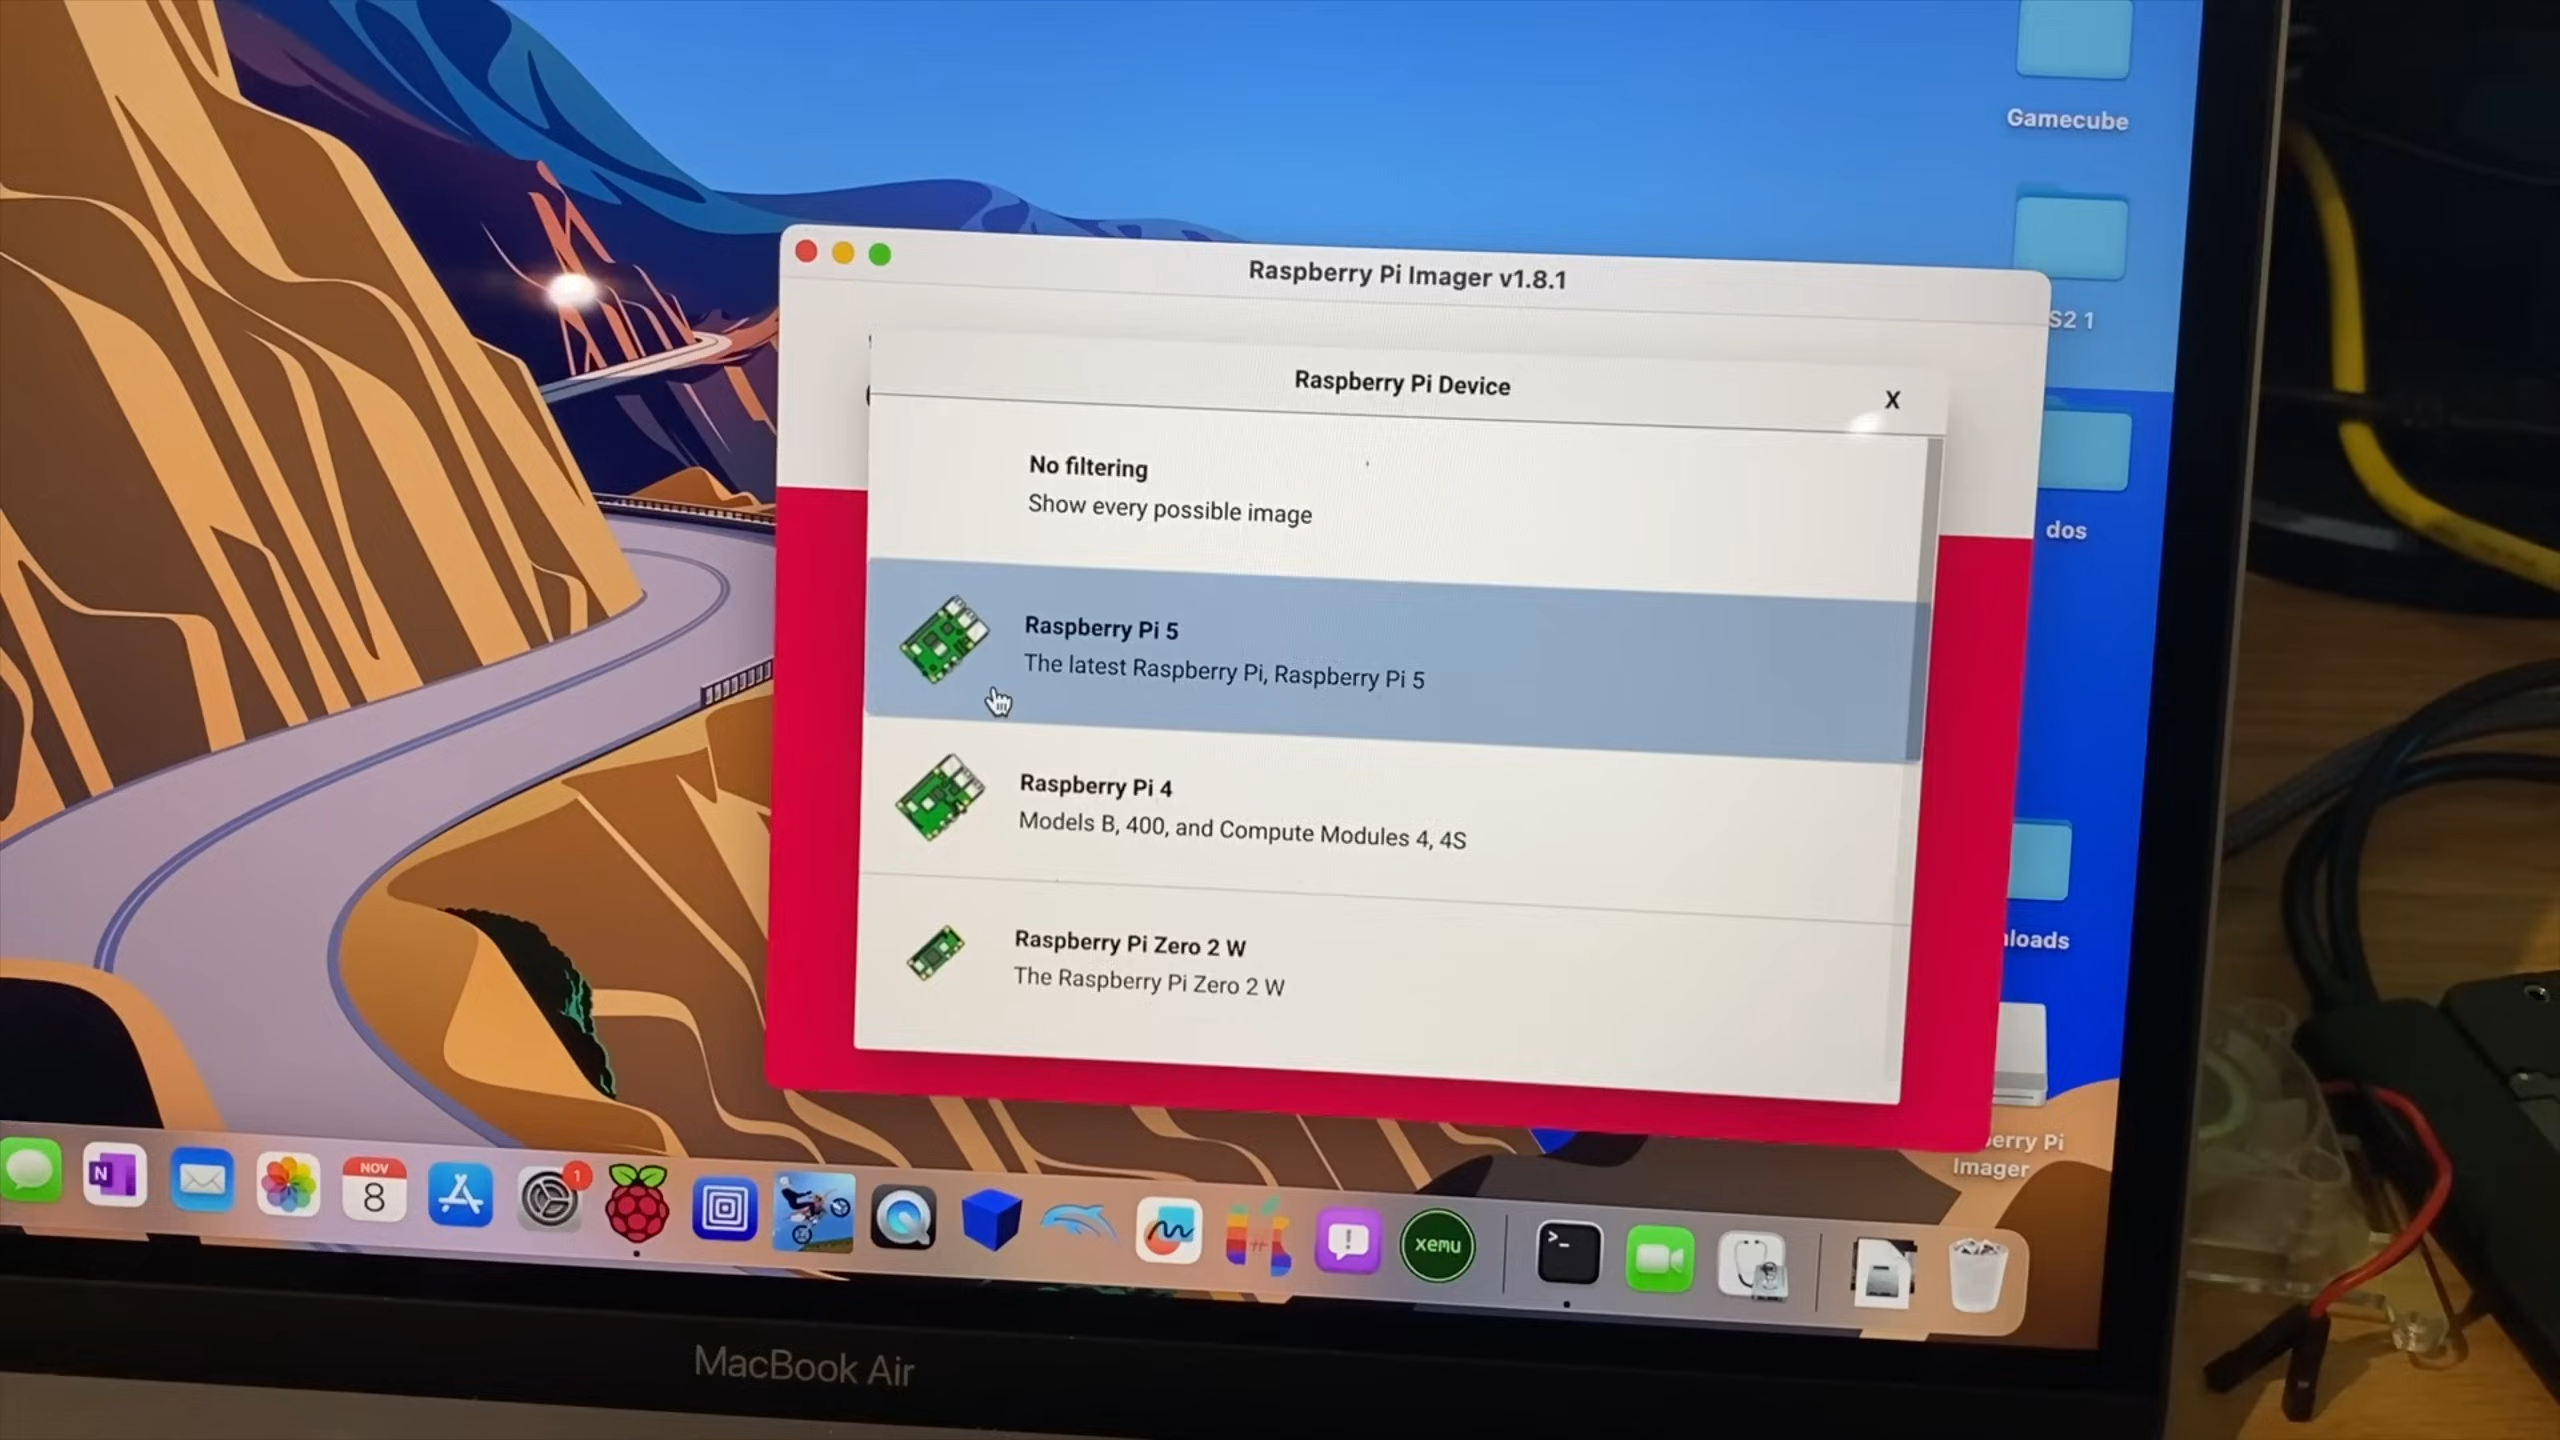 Gamecube
S2 1
dos
Raspberry Pi Imager v1.8.1
Raspberry Pi Device
X
No filtering
Show every possible image
Raspberry Pi 5
The latest Raspberry Pi, Raspberry Pi 5
Raspberry Pi 4
Models B, 400, and Compute Modules 4, 4S
Raspberry Pi Zero 2 W
The Raspberry Pi Zero 2 W
loads
erry Pi
Imager
N
NOV
8
1
xemu
MacBook Air